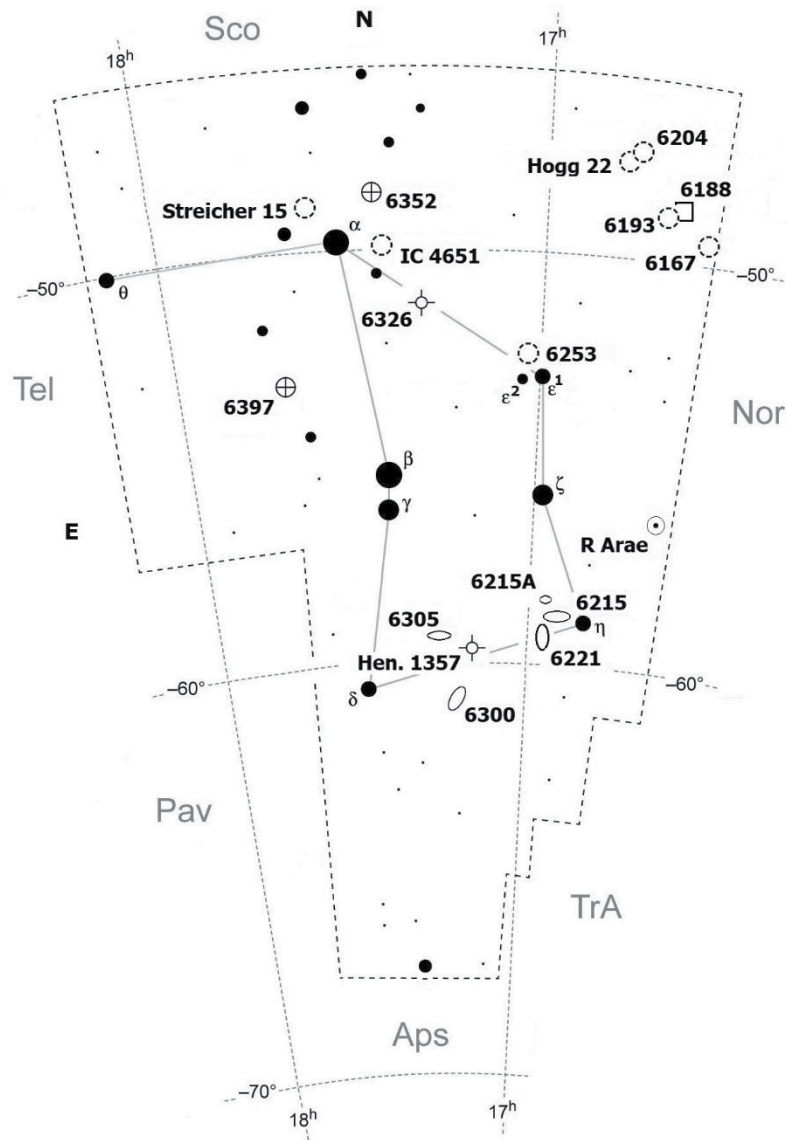 Sco
N
17h
18h
6204
Hogg 22
6188
6352
Streicher 15
6193
α
IC 4651
6167
–50°
–50°
θ
6326
6253
Tel
ε2
ε1
6397
Nor
β
ζ
γ
E
R Arae
6215A
6215
6305
η
Hen. 1357
6221
–60°
–60°
δ
6300
Pav
TrA
Aps
–70°
17h
18h